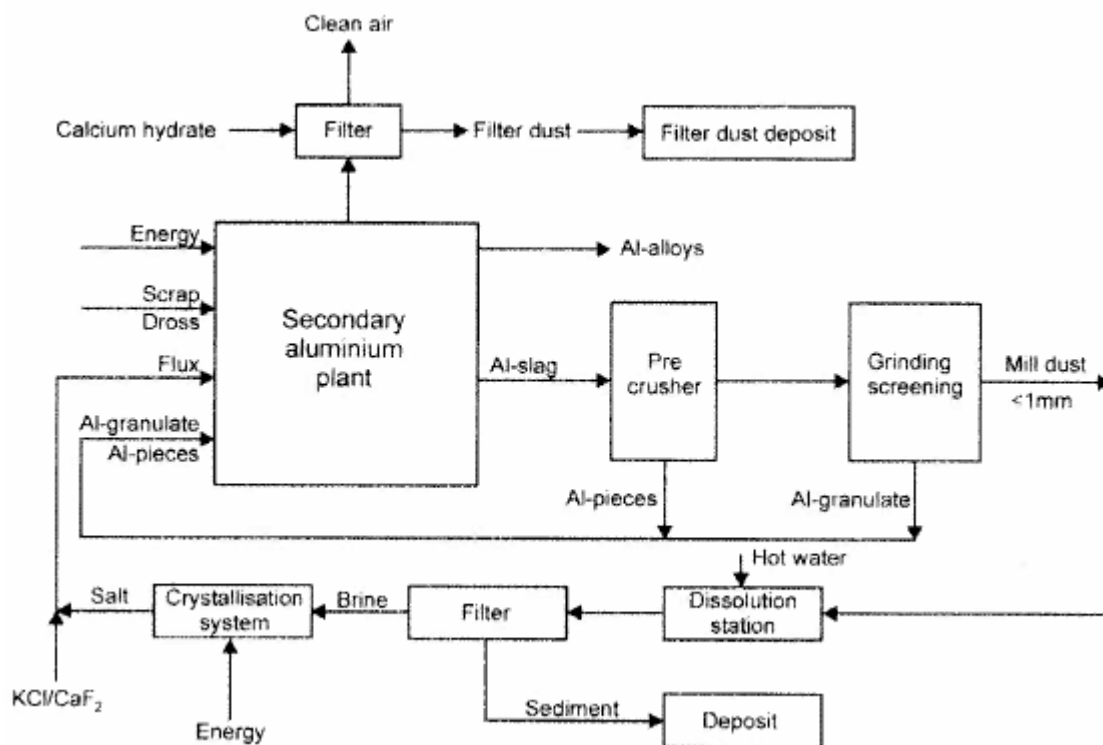 Clean air
Calcium hydrate
Filter
Filter dust
Filter dust deposit
Energy
Al-alloys
Scrap
Dross
Secondary
aluminium
plant
Pre
crusher
Grinding
screening
Mill dust
<1mm
Flux
Al-slag
Al-granulate
Al-pieces
Al-pieces
Al-granulate
Hot water
Salt
Crystallisation
system
Brine
Filter
Dissolution
station
KCl/CaF₂
Energy
Sediment
Deposit